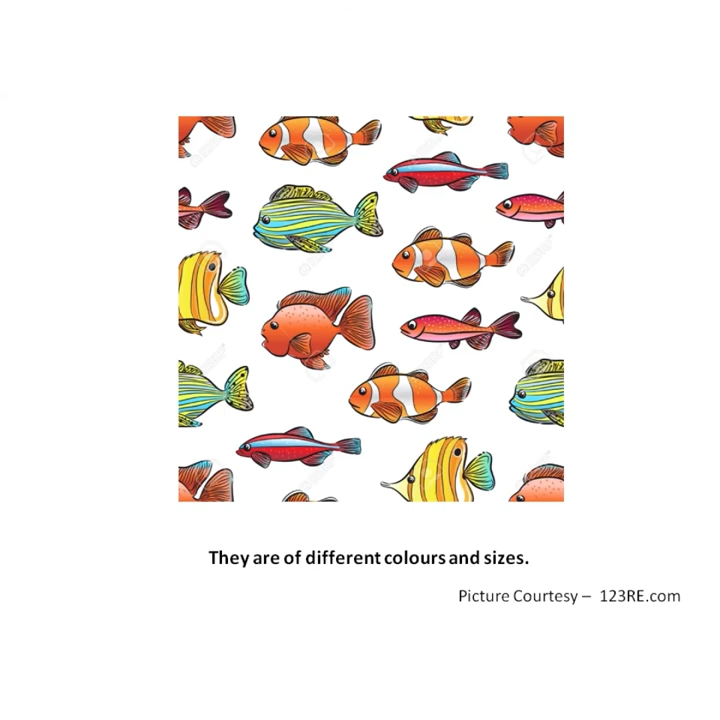 They are of different colours and sizes.
Picture Courtesy – 123RE.com